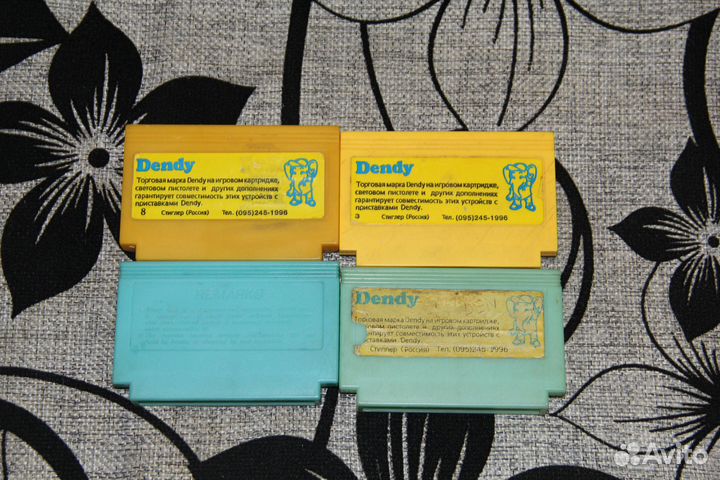 Dendy
Торговая марка Dendy на игровом картридже,
световом пистолете и других дополнениях
гарантирует совместимость этих устройств с
приставками Dendy.
8 Стиглер (Россия) Тел. (095)245-1996
Dendy
Торговая марка Dendy на игровом картридже,
световом пистолете и других дополнениях
гарантирует совместимость этих устройств с
приставками Dendy.
Э Стиглер (Россия) Тел. (095)245-1996
Dendy
Торговая марка Dendy на игровом картридже,
световом пистолете и других дополнениях
гарантирует совместимость этих устройств с
ставками Dendy.
Стиплер (Россия) Тел. (095)245-1996
Avito